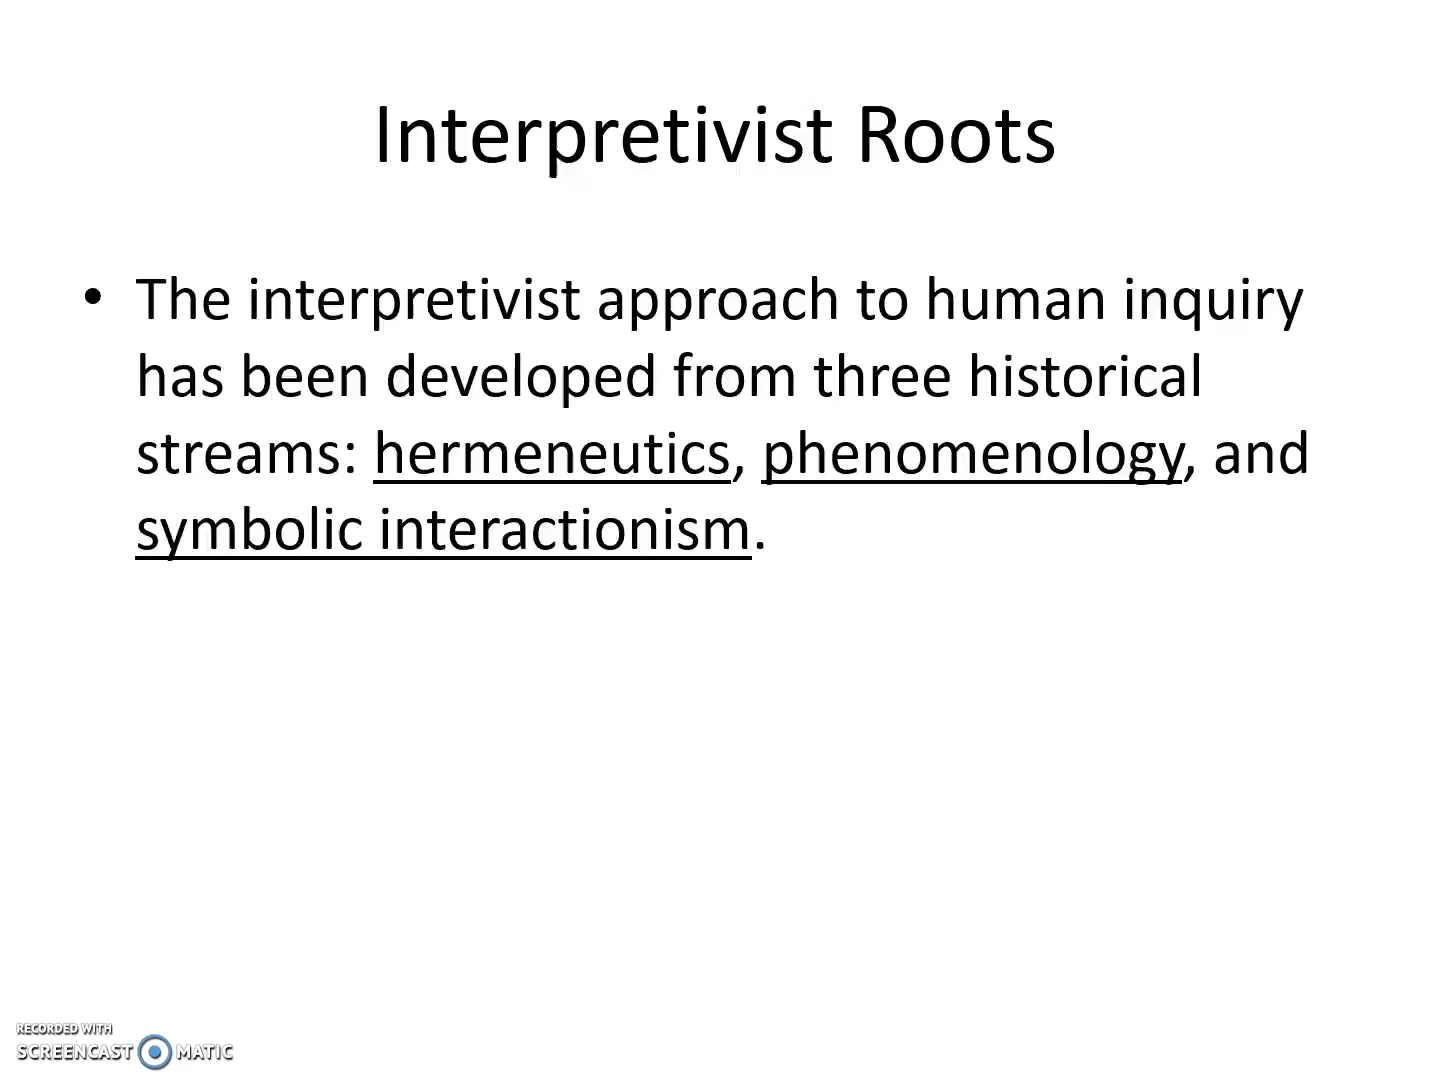 Interpretivist Roots
• The interpretivist approach to human inquiry
has been developed from three historical
streams: hermeneutics, phenomenology, and
symbolic interactionism.
RECORDED WITH
SCREENCAST MATIC